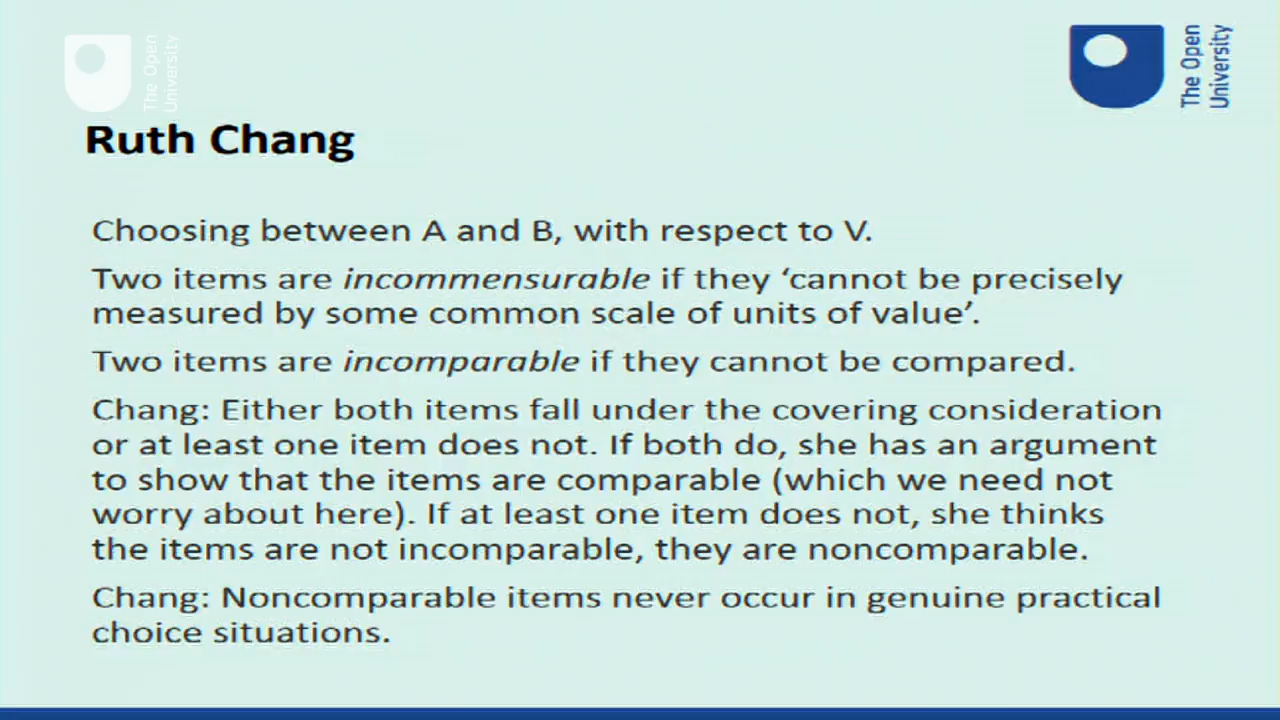 The Open
University
The Open
University
Ruth Chang
Choosing between A and B, with respect to V.
Two items are incommensurable if they ‘cannot be precisely
measured by some common scale of units of value’.
Two items are incomparable if they cannot be compared.
Chang: Either both items fall under the covering consideration
or at least one item does not. If both do, she has an argument
to show that the items are comparable (which we need not
worry about here). If at least one item does not, she thinks
the items are not incomparable, they are noncomparable.
Chang: Noncomparable items never occur in genuine practical
choice situations.